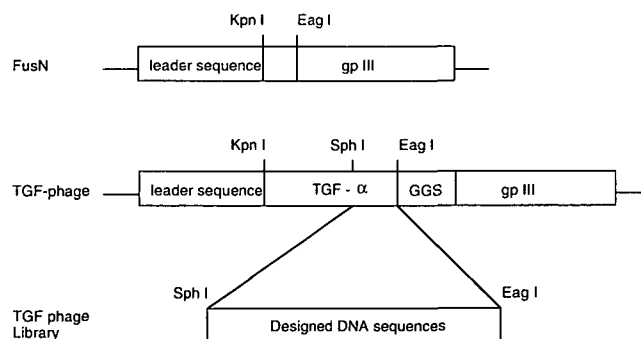 Kpn I Eag I
FusN leader sequence gp III
Kpn I Sph I Eag I
TGF-phage leader sequence TGF - α GGS gp III
Sph I Eag I
TGF phage
Library Designed DNA sequences